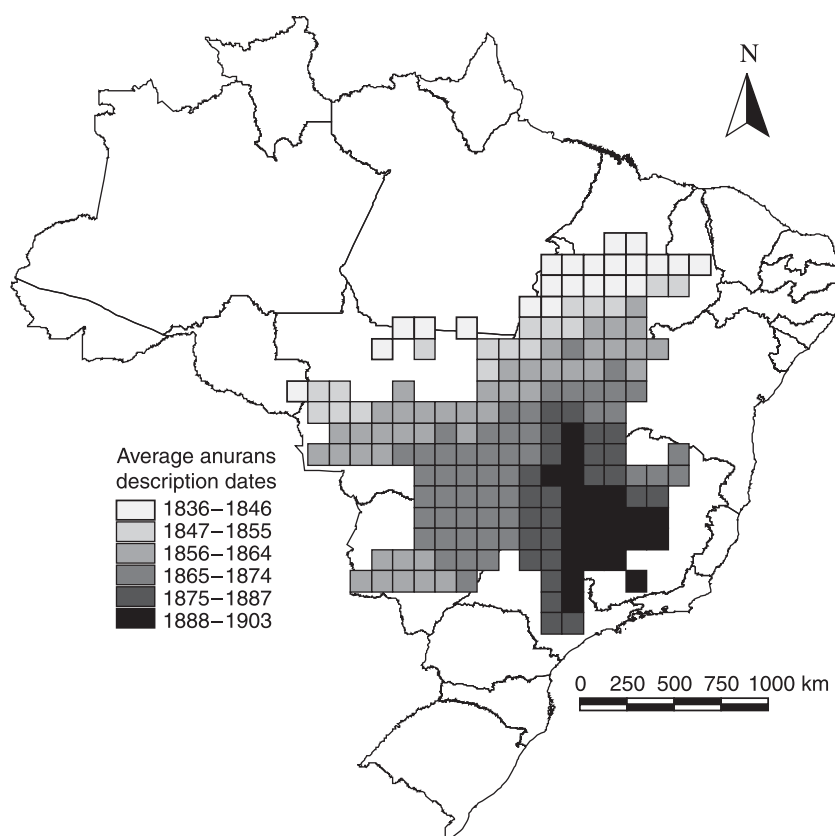 N
Average anurans
description dates
1836–1846
1847–1855
1856–1864
1865–1874
1875–1887
1888–1903
0 250 500 750 1000 km